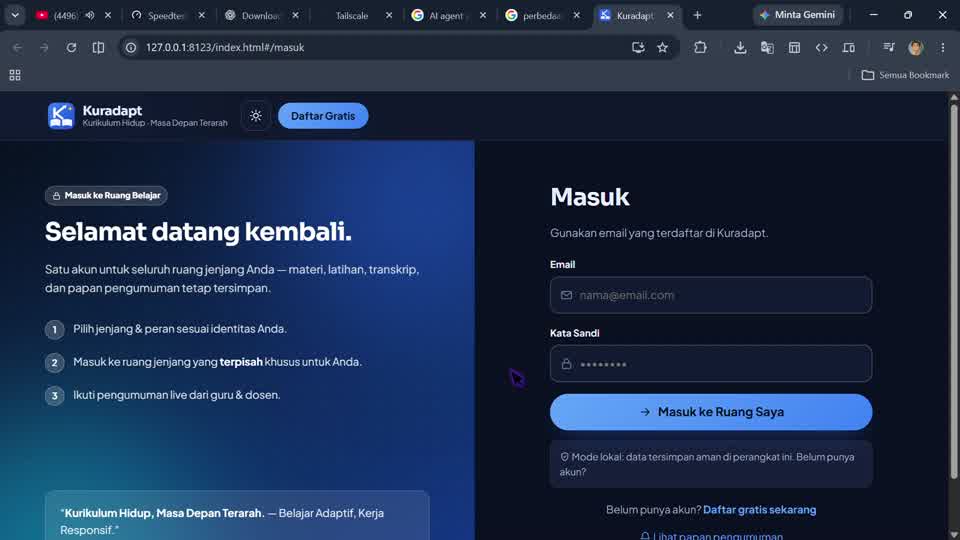 (4496)
Speedtes
Download
Tailscale
AI agent
perbedaa
Kuradapt
Minta Gemini
127.0.0.1:8123/index.html#/masuk
Semua Bookmark
Kuradapt
Kurikulum Hidup · Masa Depan Terarah
Daftar Gratis
Masuk ke Ruang Belajar
Selamat datang kembali.
Satu akun untuk seluruh ruang jenjang Anda — materi, latihan, transkrip,
dan papan pengumuman tetap tersimpan.
1 Pilih jenjang & peran sesuai identitas Anda.
2 Masuk ke ruang jenjang yang terpisah khusus untuk Anda.
3 Ikuti pengumuman live dari guru & dosen.
"Kurikulum Hidup, Masa Depan Terarah. — Belajar Adaptif, Kerja
Responsif."
Masuk
Gunakan email yang terdaftar di Kuradapt.
Email
nama@email.com
Kata Sandi
••••••••
→ Masuk ke Ruang Saya
Mode lokal: data tersimpan aman di perangkat ini. Belum punya
akun?
Belum punya akun? Daftar gratis sekarang
Lihat papan pengumuman